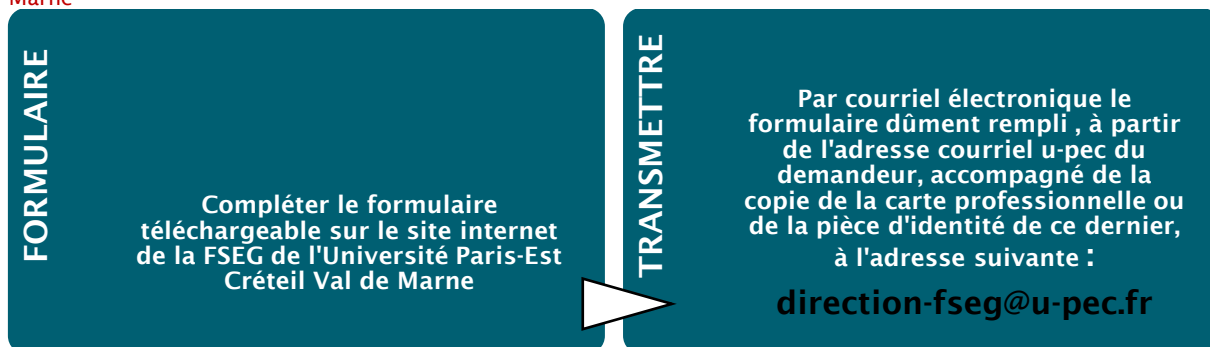 Marne
FORMULAIRE
Compléter le formulaire
téléchargeable sur le site internet
de la FSEG de l'Université Paris-Est
Créteil Val de Marne
TRANSMETTRE
Par courriel électronique le
formulaire dûment rempli , à partir
de l'adresse courriel u-pec du
demandeur, accompagné de la
copie de la carte professionnelle ou
de la pièce d'identité de ce dernier,
à l'adresse suivante :
direction-fseg@u-pec.fr